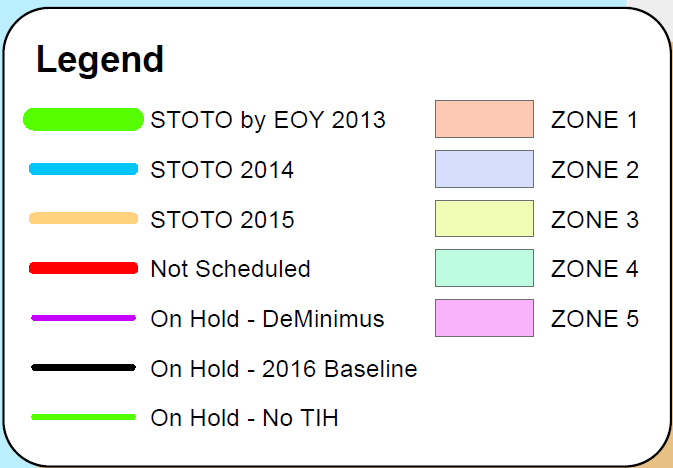 Legend
STOTO by EOY 2013
STOTO 2014
STOTO 2015
Not Scheduled
On Hold - DeMinimus
On Hold - 2016 Baseline
On Hold - No TIH
ZONE 1
ZONE 2
ZONE 3
ZONE 4
ZONE 5